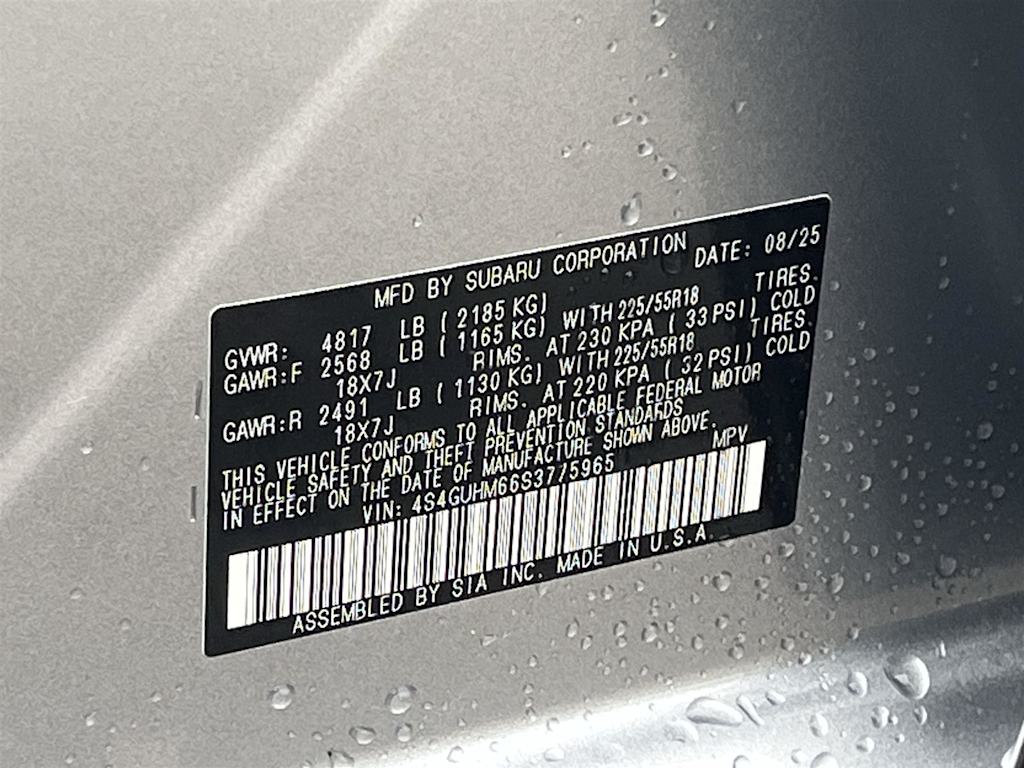 MFD BY SUBARU CORPORATION DATE: 08/25
GVWR: 4817 LB ( 2185 KG)
GAWR:F 2568 LB ( 1165 KG) WITH 225/55R18 TIRES.
18X7J RIMS. AT 230 KPA ( 33 PSI) COLD
GAWR:R 2491 LB ( 1130 KG) WITH 225/55R18 TIRES.
18X7J RIMS. AT 220 KPA ( 32 PSI) COLD
THIS VEHICLE CONFORMS TO ALL APPLICABLE FEDERAL MOTOR
VEHICLE SAFETY AND THEFT PREVENTION STANDARDS
IN EFFECT ON THE DATE OF MANUFACTURE SHOWN ABOVE.
VIN: 4S4GUHM66S3775965 MPV
ASSEMBLED BY SIA INC. MADE IN U.S.A.